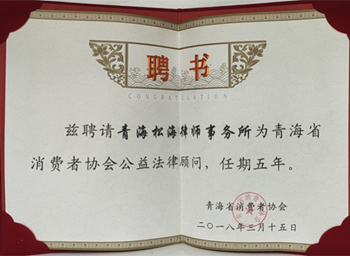 聘书
CONGRATULATION
兹聘请青海松海律师事务所为青海省
消费者协会公益法律顾问，任期五年。
青海省消费者协会
二〇一八年三月十五日